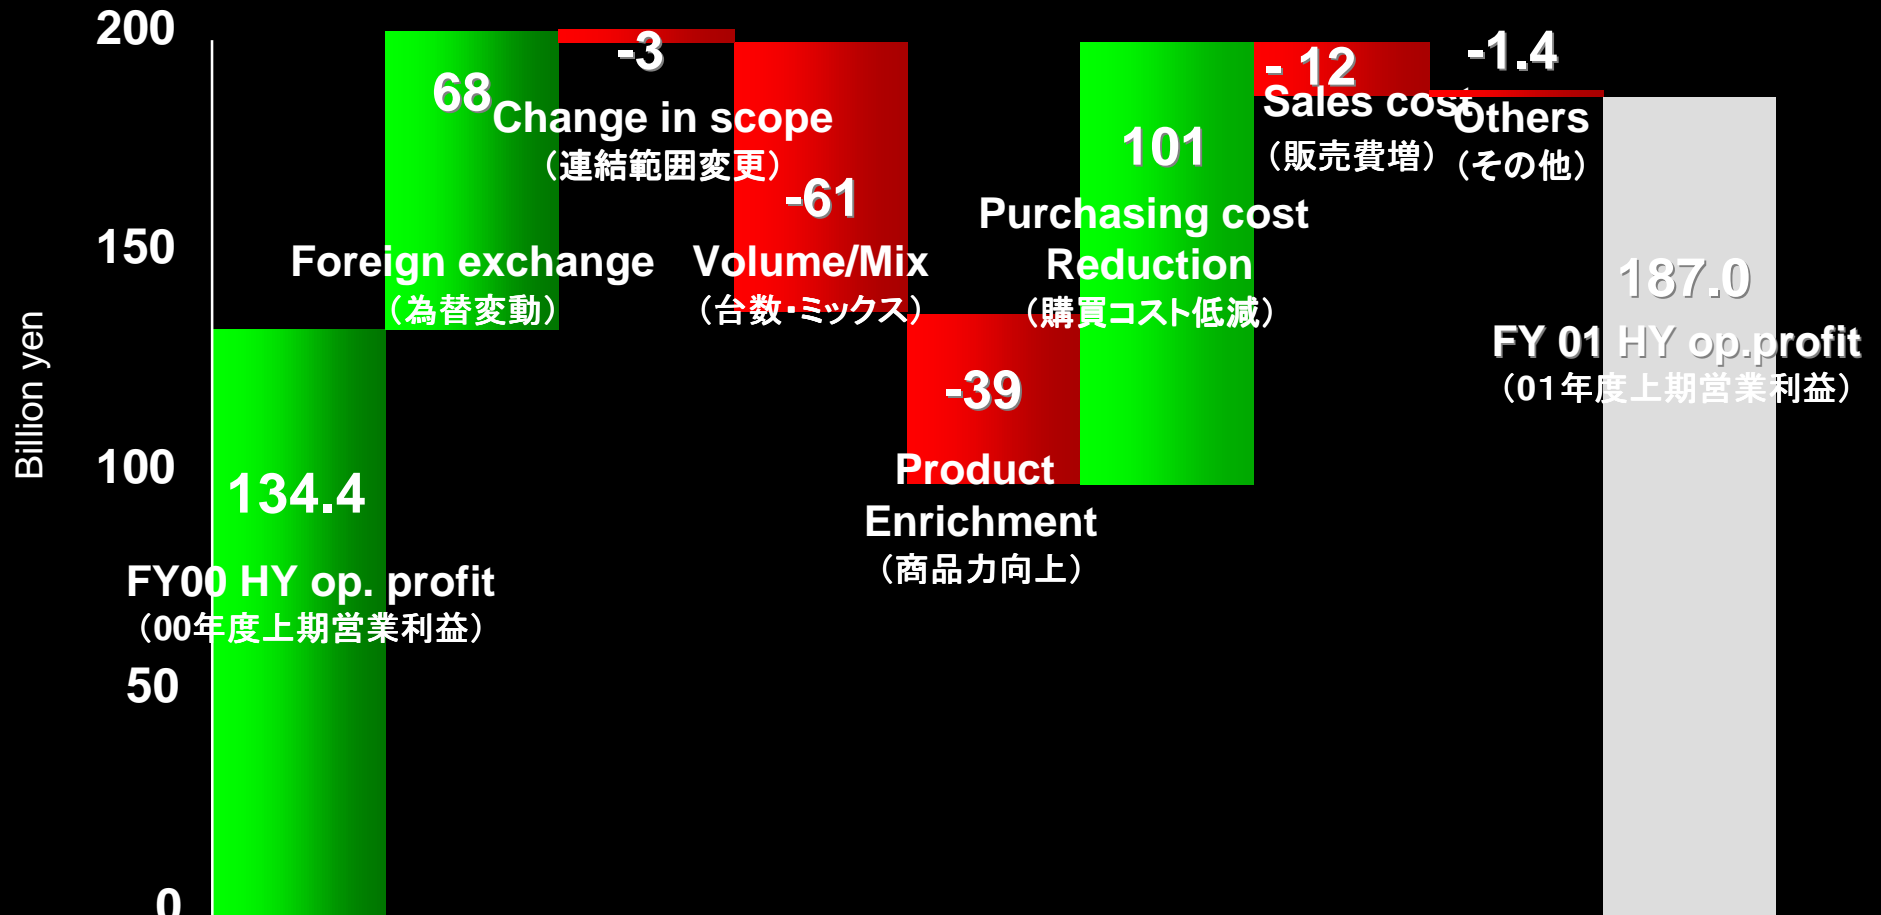 Billion yen
200
150
100
50
0
134.4
FY00 HY op. profit
（00年度上期営業利益）
68
Foreign exchange
（為替変動）
-3
Change in scope
（連結範囲変更）
-61
Volume/Mix
（台数・ミックス）
-39
Product
Enrichment
（商品力向上）
101
Purchasing cost
Reduction
（購買コスト低減）
- 12
Sales cost
（販売費増）
-1.4
Others
（その他）
187.0
FY 01 HY op.profit
（01年度上期営業利益）